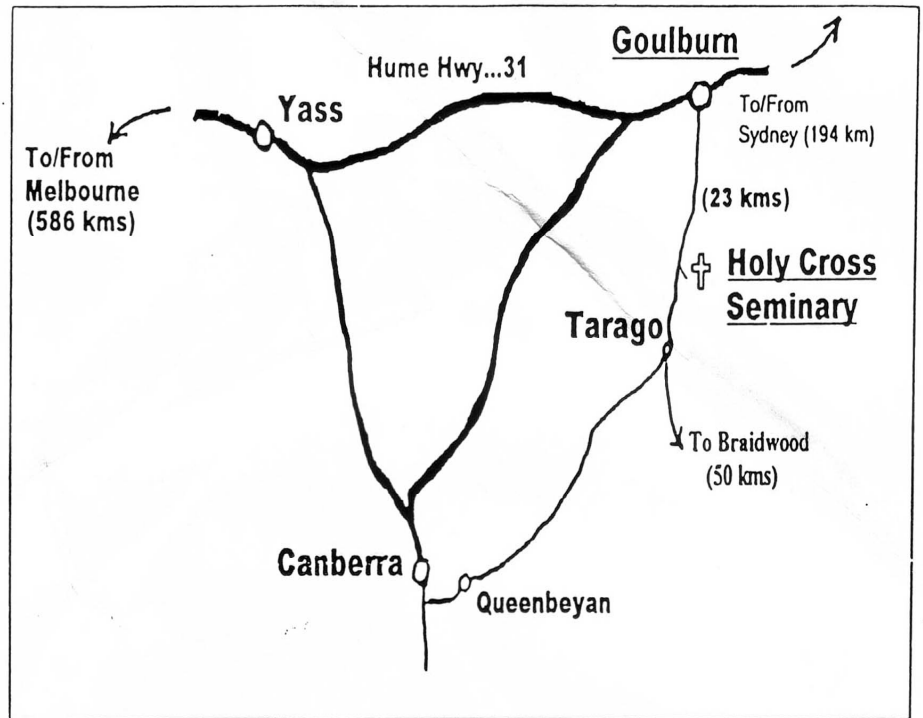 Goulburn
Hume Hwy...31
Yass
To/From
Sydney (194 km)
To/From
Melbourne
(586 kms)
(23 kms)
Holy Cross
Seminary
Tarago
To Braidwood
(50 kms)
Canberra
Queenbeyan